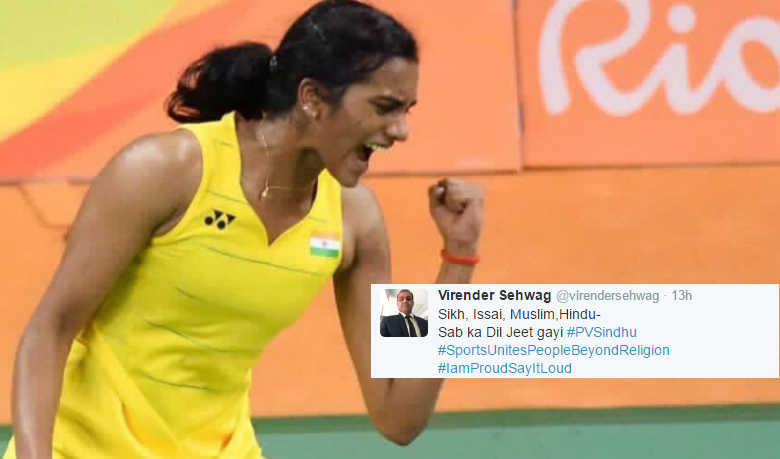 Rio
Virender Sehwag @virendersehwag · 13h
Sikh, Issai, Muslim,Hindu-
Sab ka Dil Jeet gayi #PVSindhu
#SportsUnitesPeopleBeyondReligion
#IamProudSayItLoud